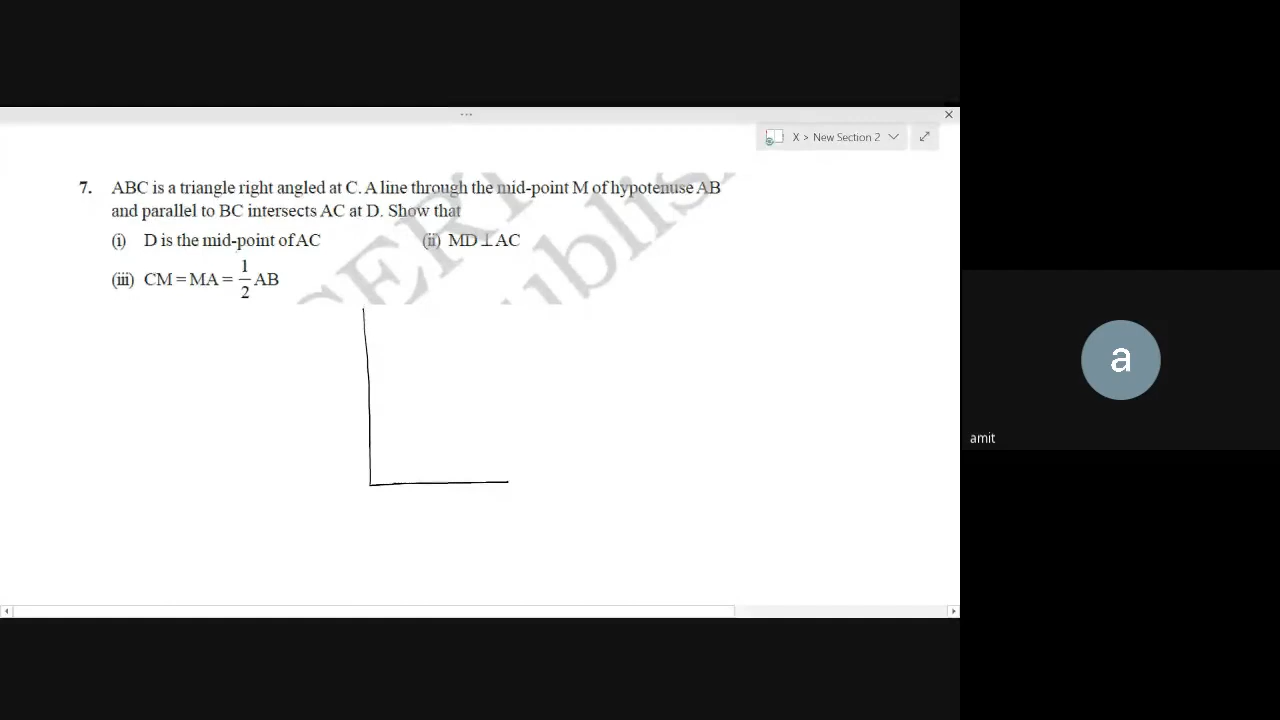 X > New Section 2
7. ABC is a triangle right angled at C. A line through the mid-point M of hypotenuse AB
and parallel to BC intersects AC at D. Show that
(i) D is the mid-point of AC (ii) MD ⊥ AC
(iii) CM = MA = 1/2 AB
a
amit